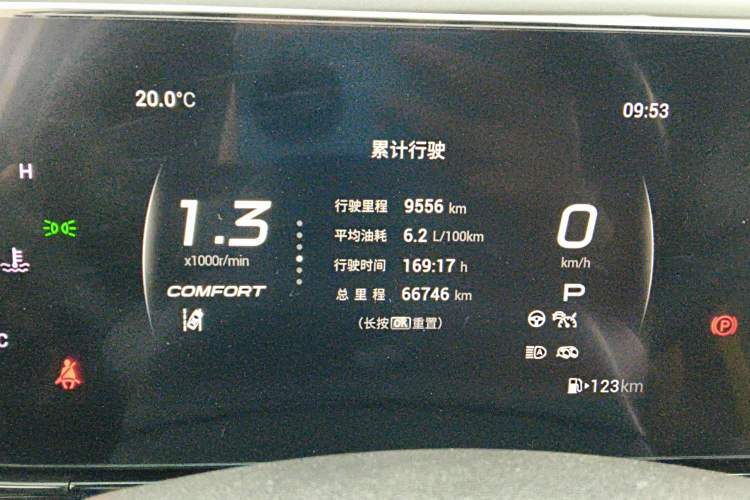 20.0°C
09:53
累计行驶
H
1.3
x1000r/min
COMFORT
行驶里程 9556 km
平均油耗 6.2 L/100km
行驶时间 169:17 h
总里程 66746 km
(长按OK重置)
0
km/h
P
A
C
P
123km